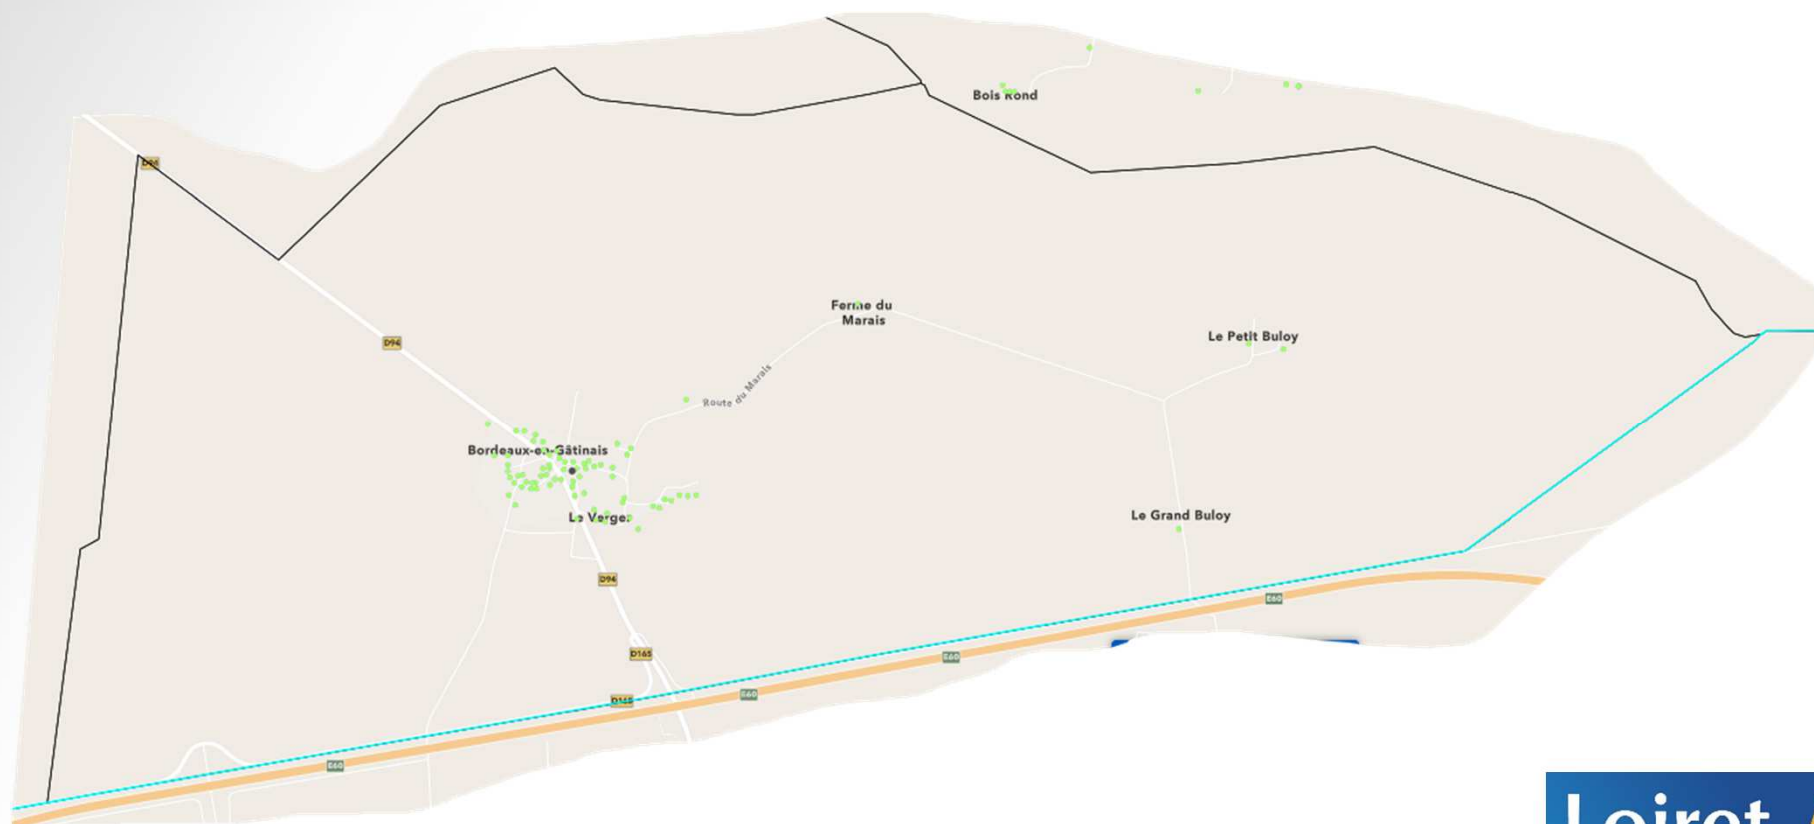 Bois Rond
D94
Ferme du
Marais
Le Petit Buloy
D94
Route du Marais
Bordeaux-en-Gâtinais
Le Verger
Le Grand Buloy
D94
E60
D165
E60
D165
E60
E60
Loiret